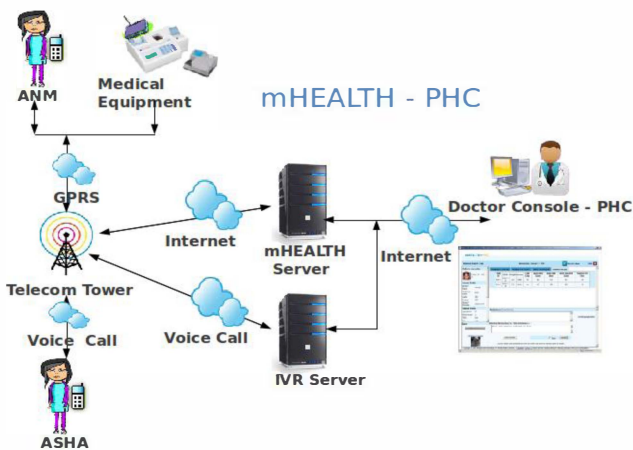 ANM
Medical
Equipment
mHEALTH - PHC
GPRS
Internet
mHEALTH
Server
Internet
Doctor Console - PHC
Telecom Tower
Voice Call
Voice Call
IVR Server
ASHA